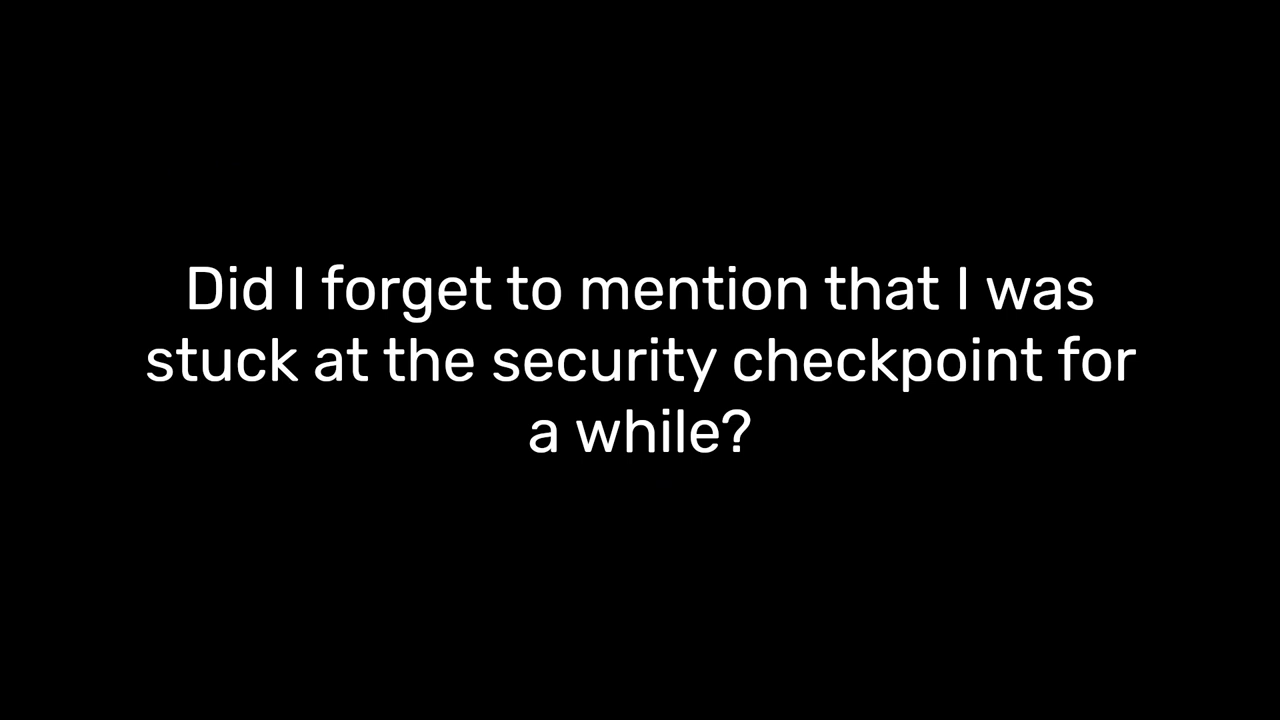 Did I forget to mention that I was
stuck at the security checkpoint for
a while?